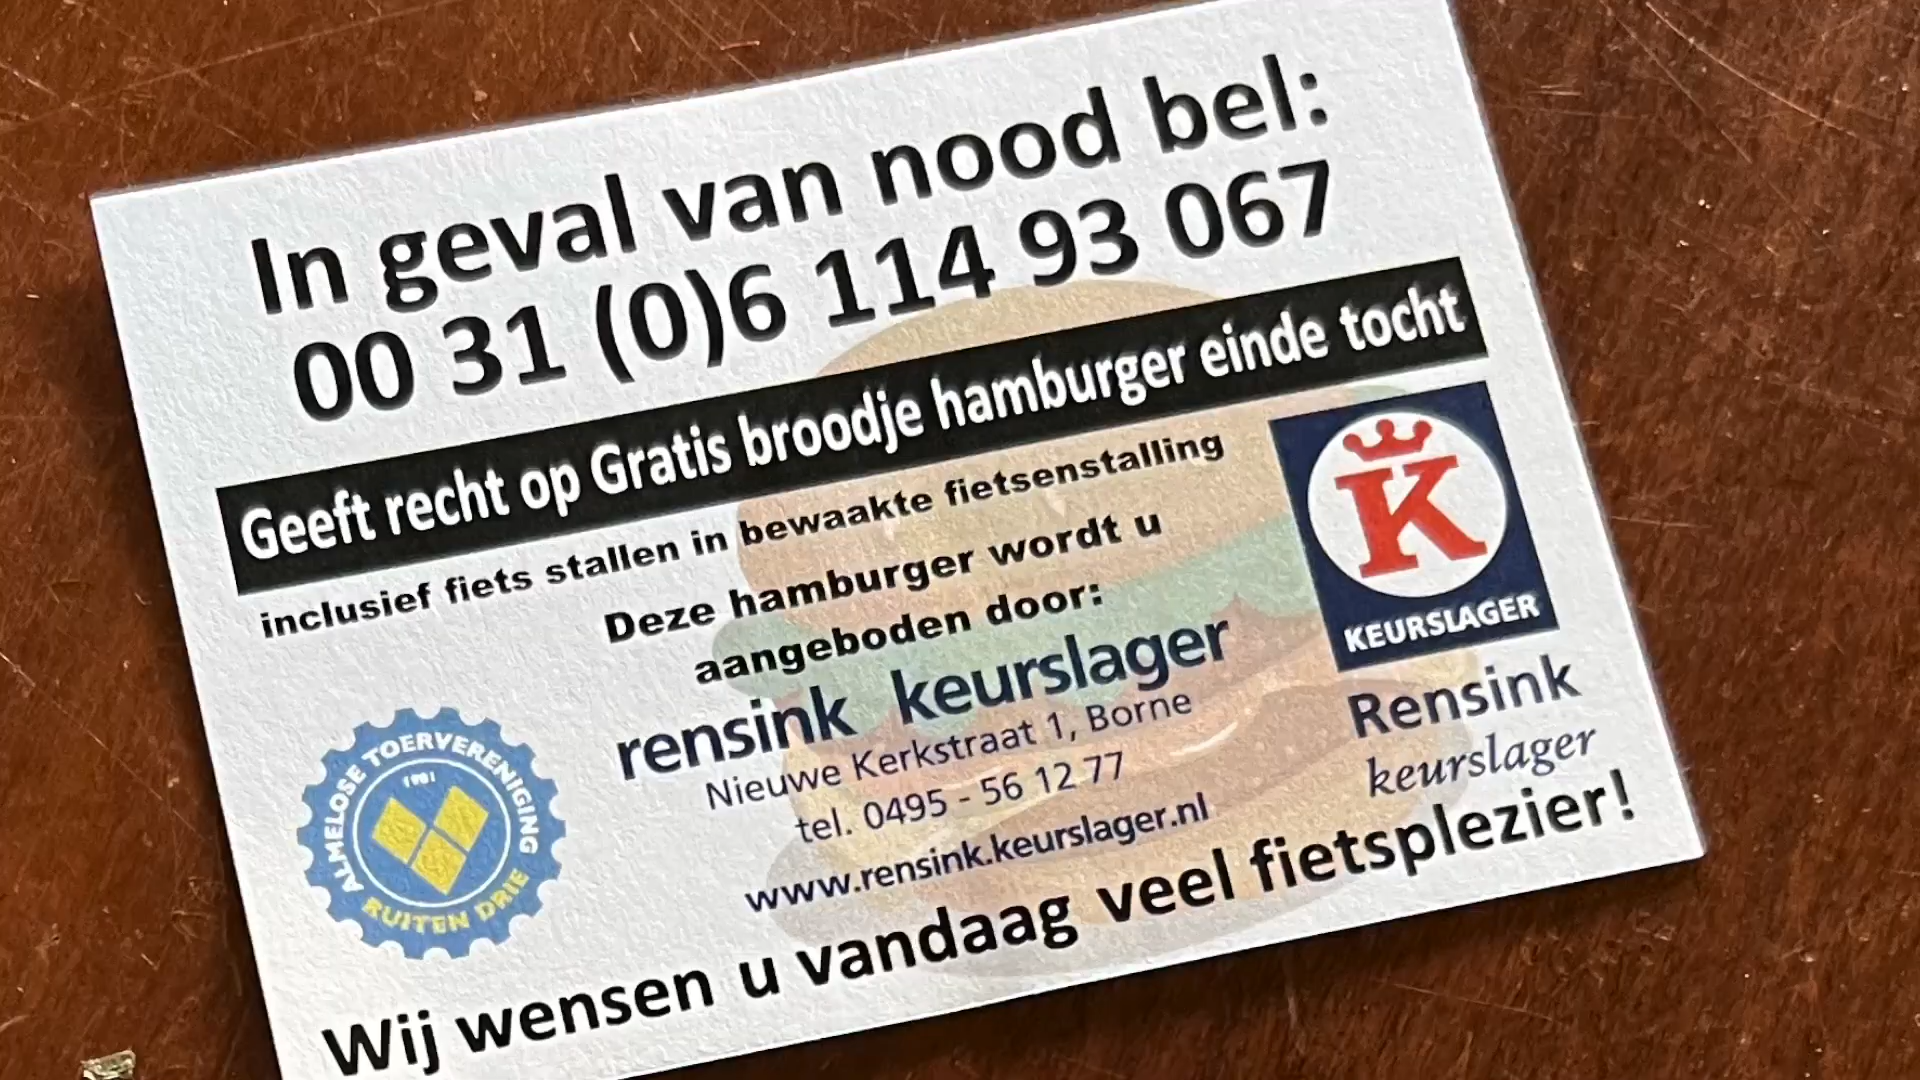 In geval van nood bel:
00 31 (0)6 114 93 067
Geeft recht op Gratis broodje hamburger einde tocht
inclusief fiets stallen in bewaakte fietsenstalling
Deze hamburger wordt u
aangeboden door:
rensink keurslager
Nieuwe Kerkstraat 1, Borne
tel. 0495 - 56 12 77
www.rensink.keurslager.nl
K
KEURSLAGER
Rensink
keurslager
ALMELOSE TOERVERENIGING
1981
RUITEN DRIE
Wij wensen u vandaag veel fietsplezier!